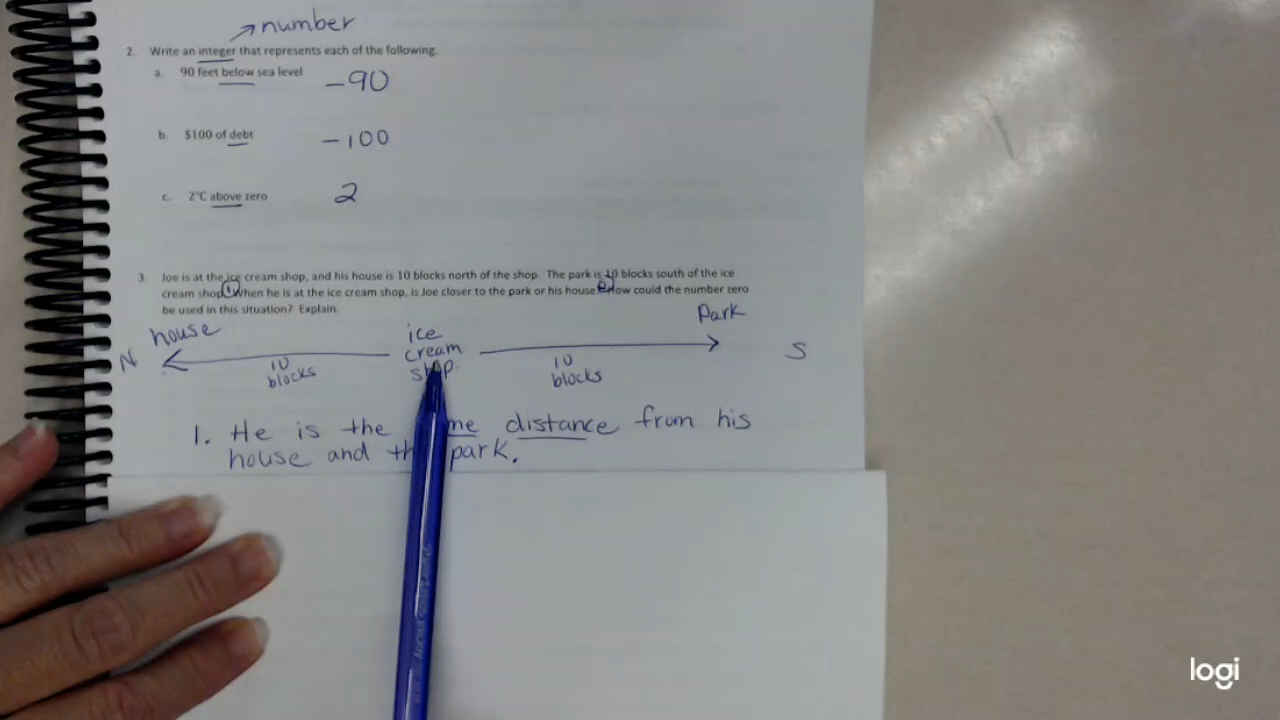 number
2. Write an integer that represents each of the following.
a. 90 feet below sea level -90
b. $100 of debt -100
c. 2°C above zero 2
3. Joe is at the ice cream shop, and his house is 10 blocks north of the shop. The park is 10 blocks south of the ice
cream shop. 1 When he is at the ice cream shop, is Joe closer to the park or his house 2 How could the number zero
be used in this situation? Explain.
N house ice cream shop Park S
10 blocks 10 blocks
1. He is the distance from his
house and park.
logi